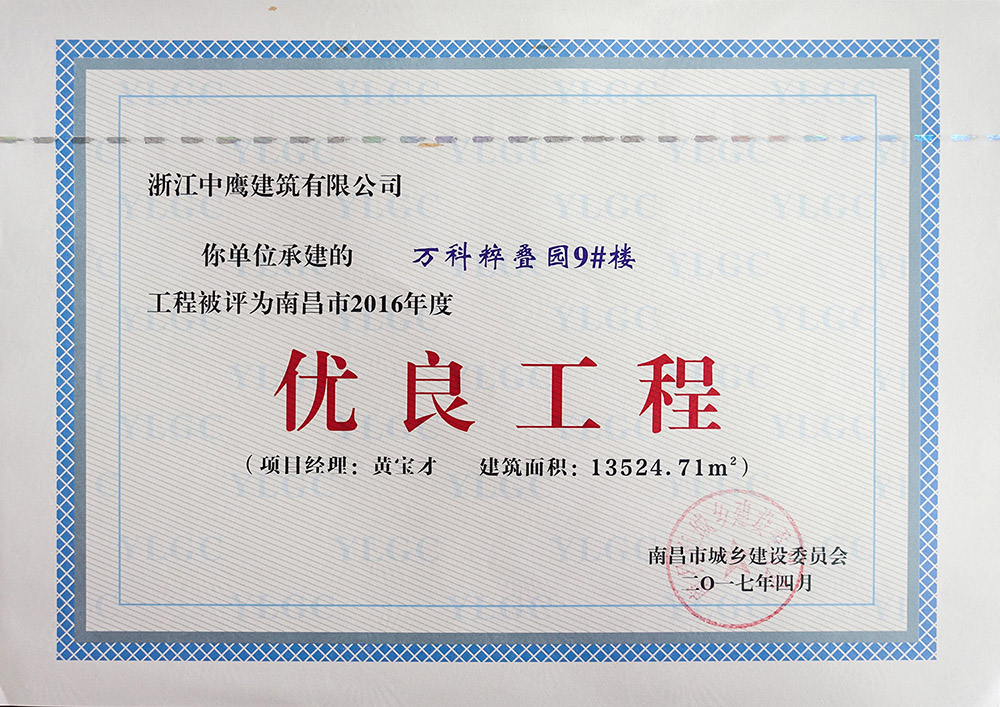 浙江中鹰建筑有限公司
你单位承建的 万科粹叠园9#楼
工程被评为南昌市2016年度
优良工程
（项目经理：黄宝才 建筑面积：13524.71m²）
南昌市城乡建设委员会
二〇一七年四月